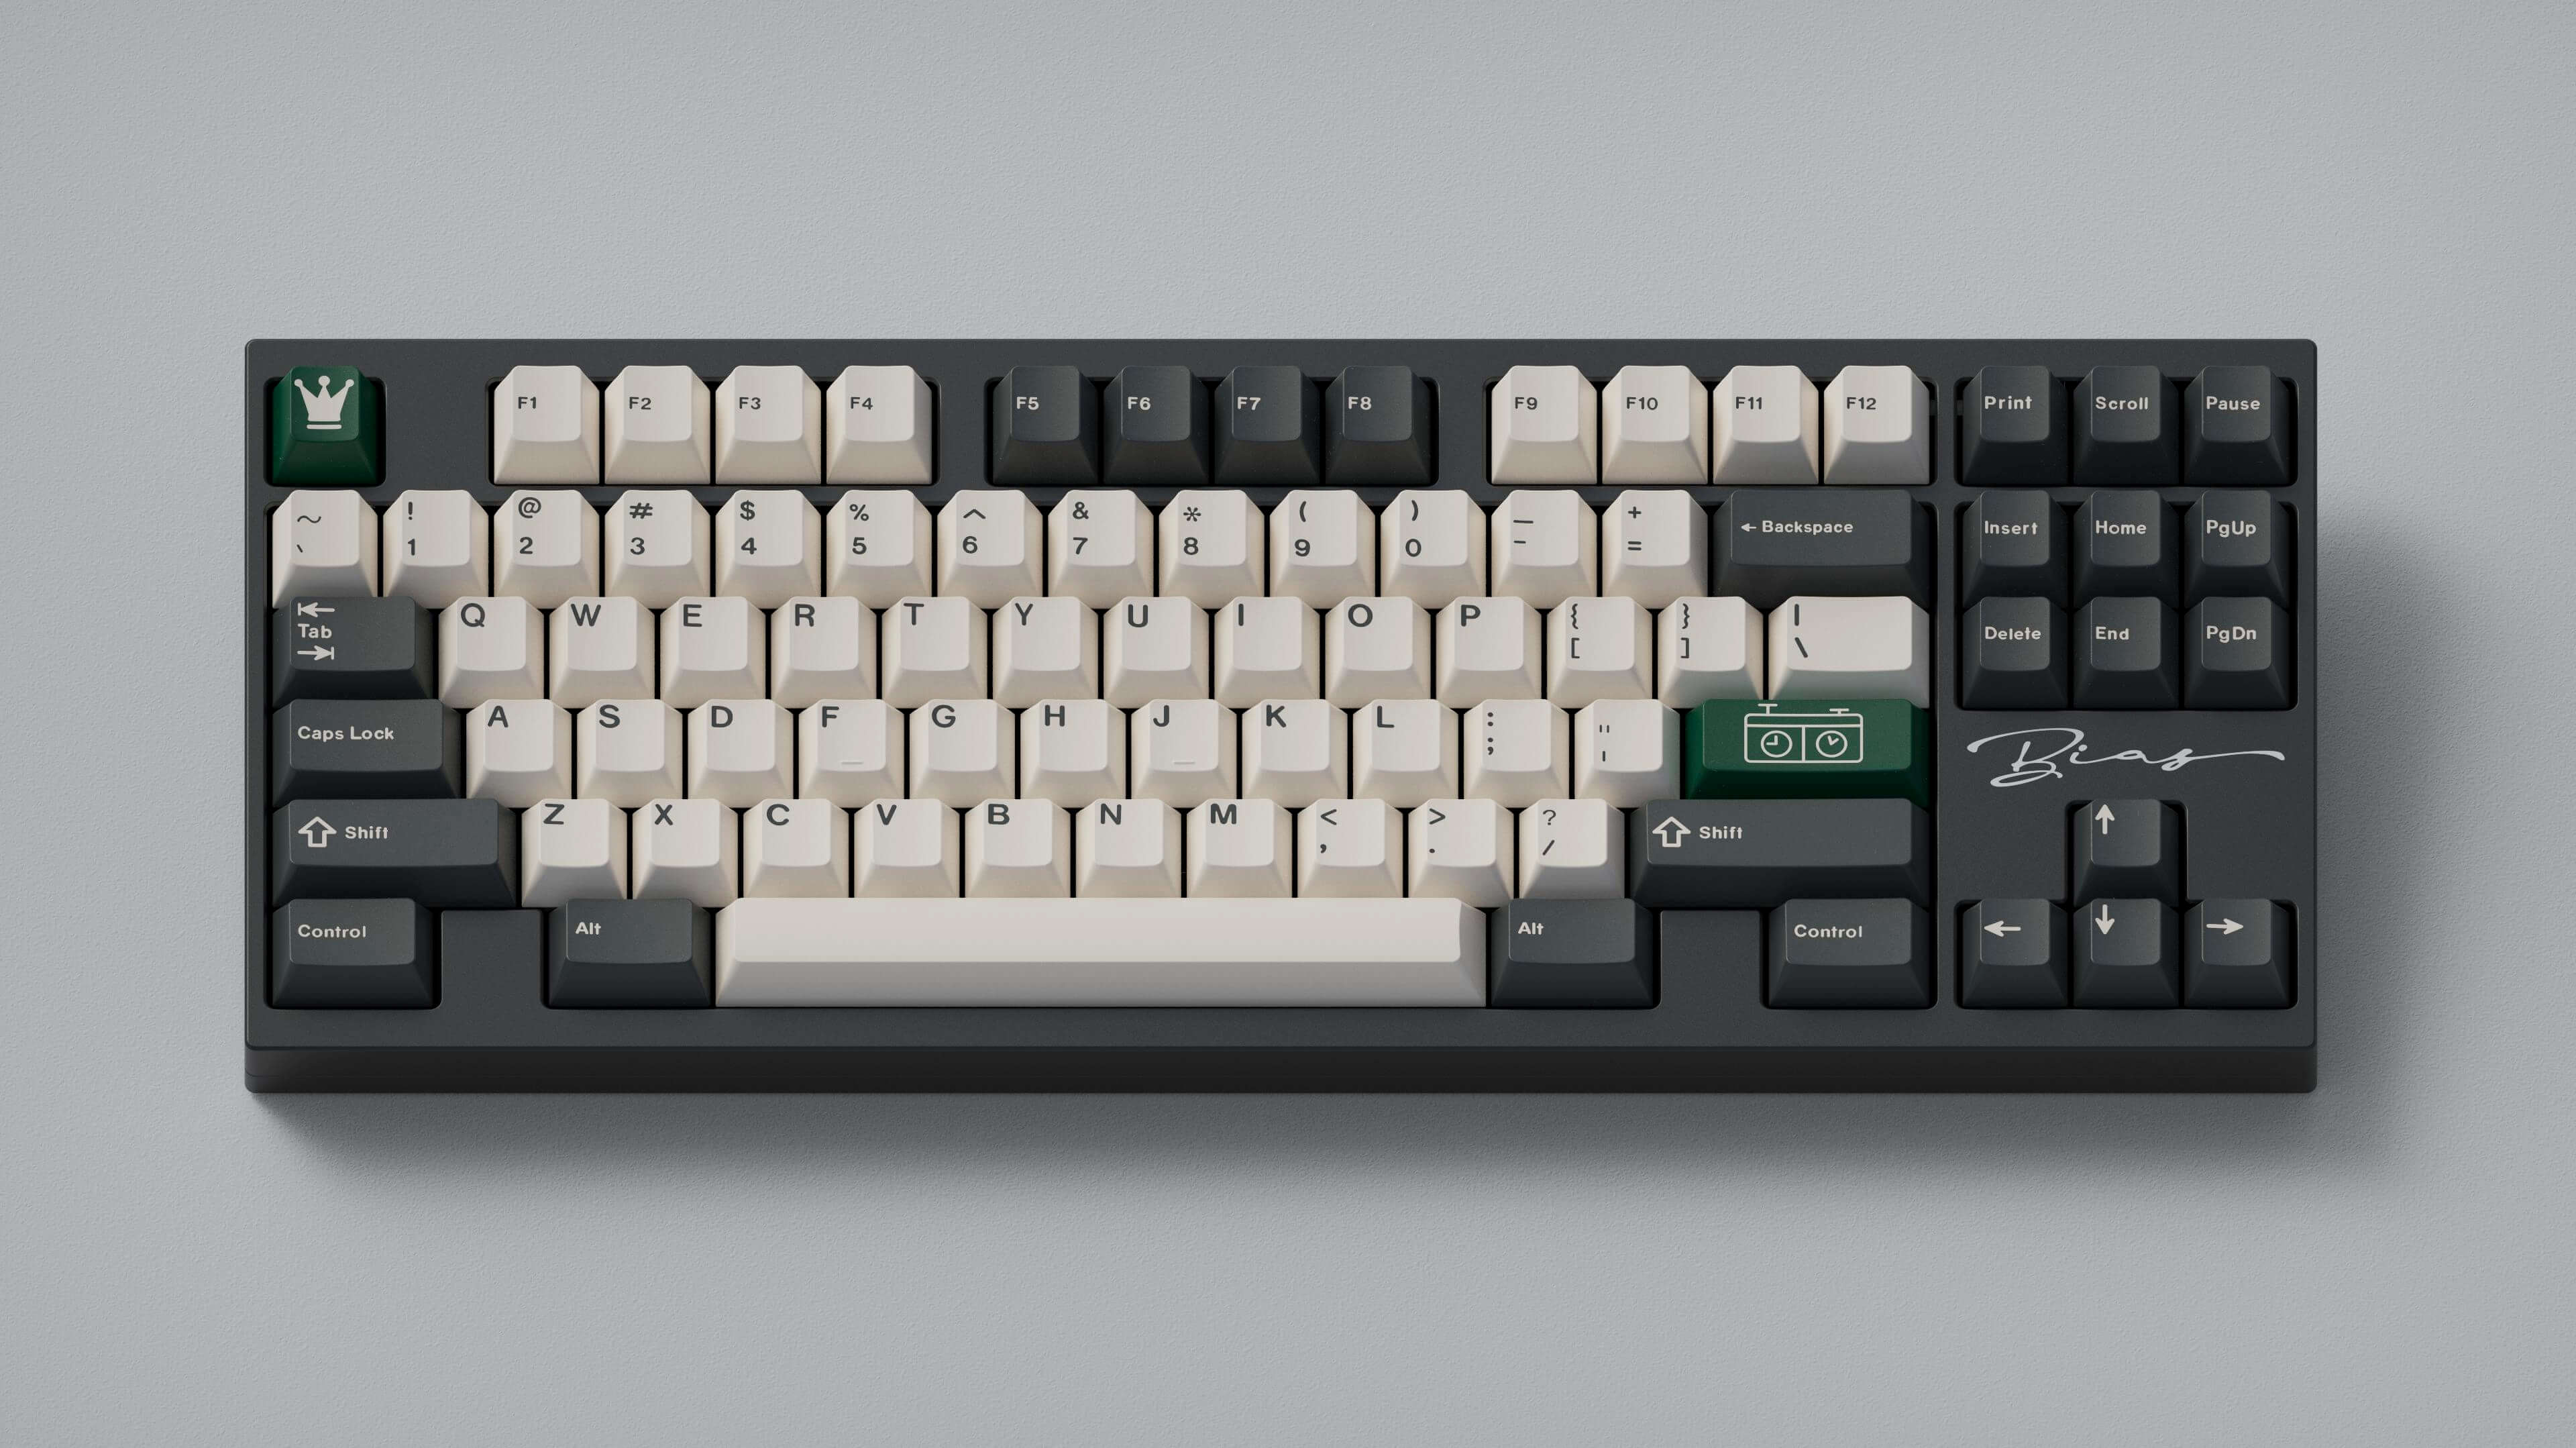 F1 F2 F3 F4 F5 F6 F7 F8 F9 F10 F11 F12 Print Scroll Pause
~ ! @ # $ % ^ & * ( ) _ +
` 1 2 3 4 5 6 7 8 9 0 - = ← Backspace Insert Home PgUp
Tab Q W E R T Y U I O P { } |
[ ] \ Delete End PgDn
Caps Lock A S D F G H J K L : "
; '
Bias
⇧ Shift Z X C V B N M < > ? ⇧ Shift ↑
, . /
Control Alt Alt Control ← ↓ →